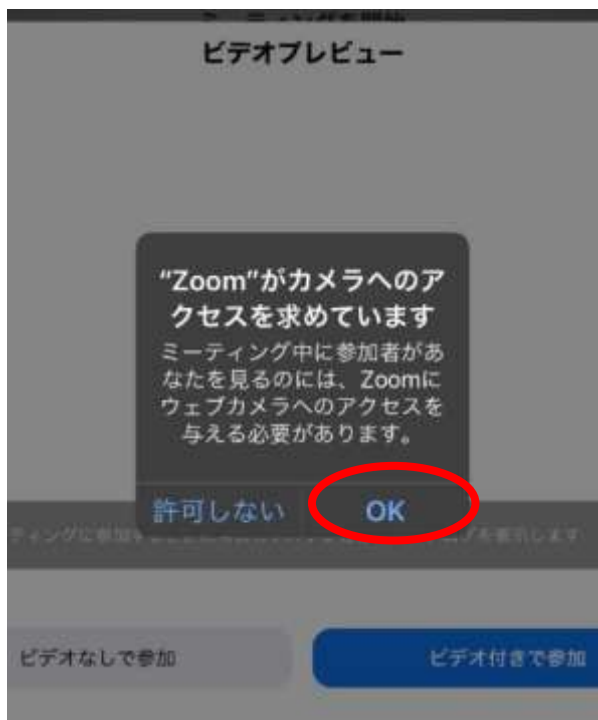 ビデオプレビュー
“Zoom”がカメラへのア
クセスを求めています
ミーティング中に参加者があ
なたを見るのには、Zoomに
ウェブカメラへのアクセスを
与える必要があります。
許可しない
OK
ビデオなしで参加
ビデオ付きで参加